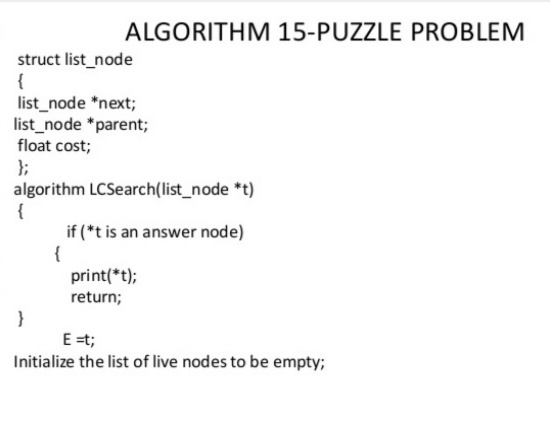 ALGORITHM 15-PUZZLE PROBLEM
struct list_node
{
list_node *next;
list_node *parent;
float cost;
};
algorithm LCSearch(list_node *t)
{
if (*t is an answer node)
{
print(*t);
return;
}
E =t;
Initialize the list of live nodes to be empty;